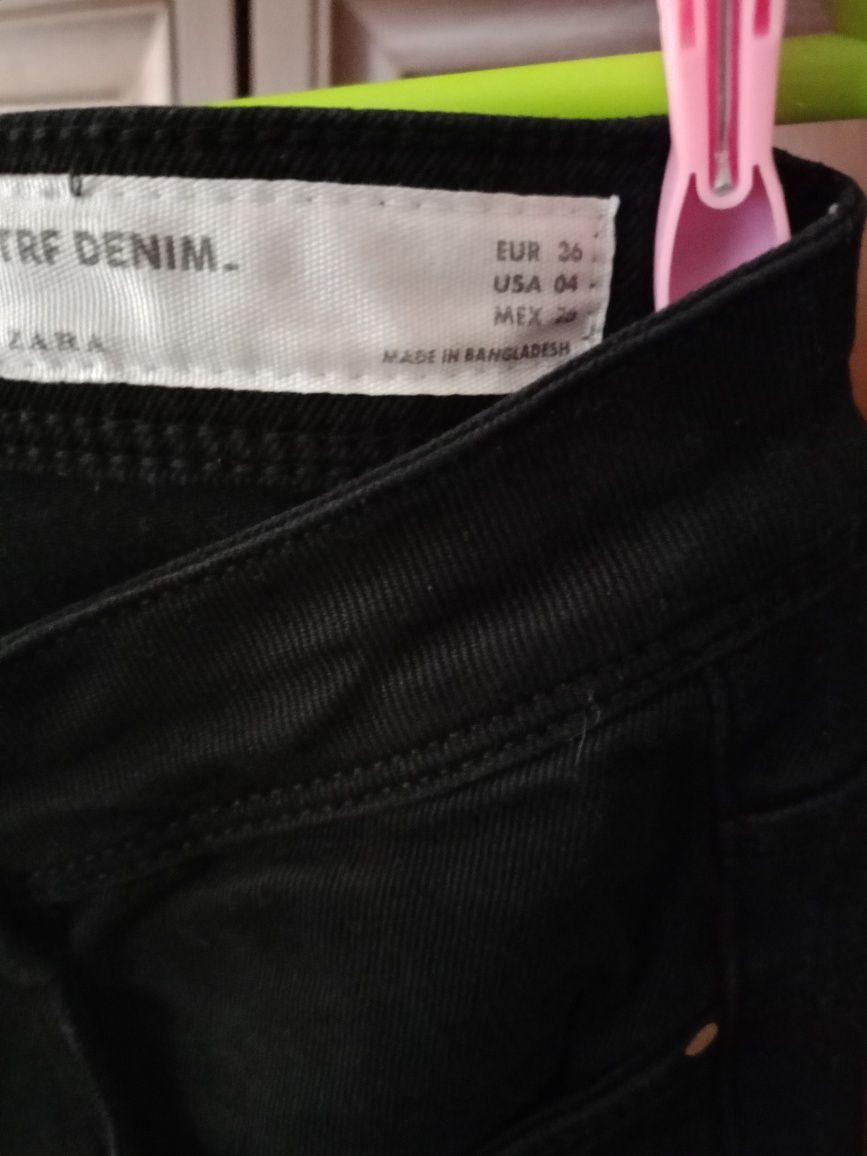 TRF DENIM.
EUR 36
USA 04
MEX 26
ZARA
MADE IN BANGLADESH